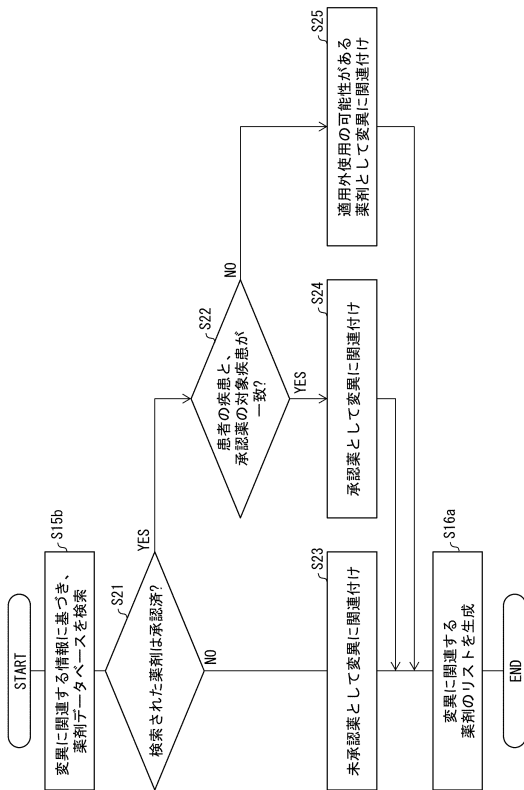 START
S15b
変異に関連する情報に基づき、
薬剤データベースを検索
S21
検索された薬剤は承認済?
YES
NO
S22
患者の疾患と、
承認薬の対象疾患が
一致?
NO
YES
S23
未承認薬として変異に関連付け
S24
承認薬として変異に関連付け
S25
適用外使用の可能性がある
薬剤として変異に関連付け
S16a
変異に関連する
薬剤のリストを生成
END